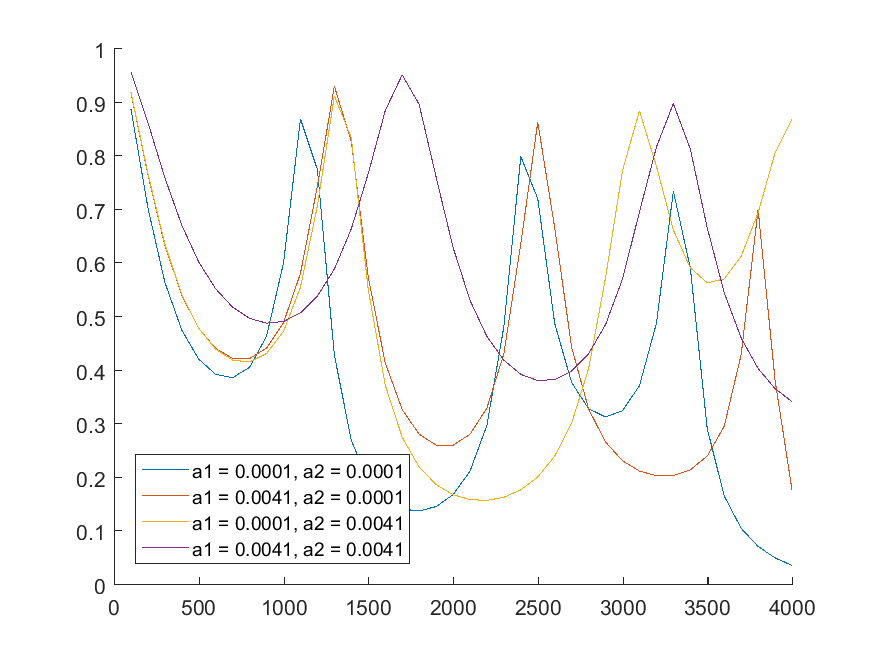 1
0.9
0.8
0.7
0.6
0.5
0.4
0.3
0.2
0.1
0
a1 = 0.0001, a2 = 0.0001
a1 = 0.0041, a2 = 0.0001
a1 = 0.0001, a2 = 0.0041
a1 = 0.0041, a2 = 0.0041
0 500 1000 1500 2000 2500 3000 3500 4000